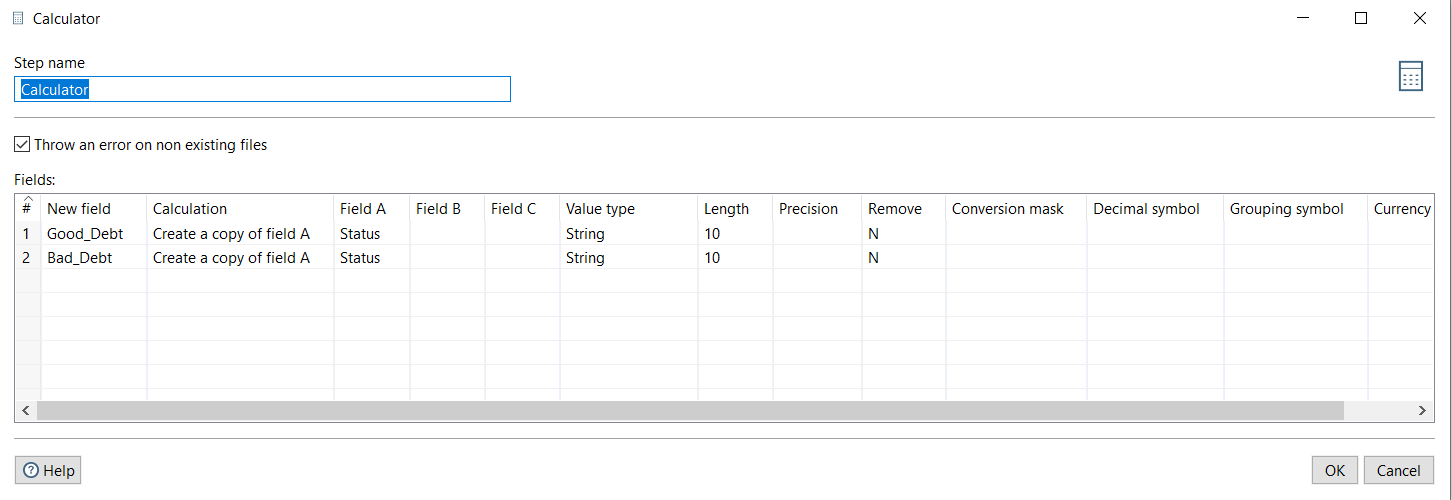 Calculator
Step name
Calculator
Throw an error on non existing files
Fields:
# New field Calculation Field A Field B Field C Value type Length Precision Remove Conversion mask Decimal symbol Grouping symbol Currency
1 Good_Debt Create a copy of field A Status String 10 N
2 Bad_Debt Create a copy of field A Status String 10 N
Help OK Cancel